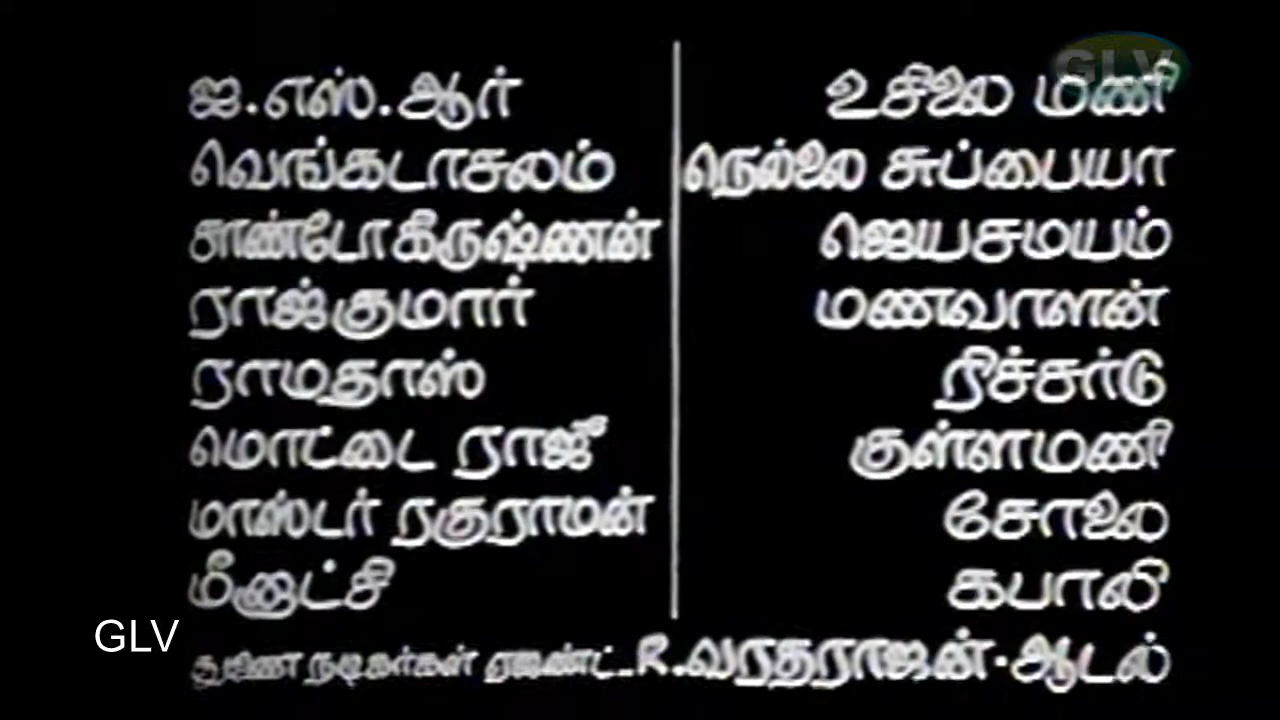 GLV
ஐ.எஸ்.ஆர்
வெங்கடாசலம்
சாண்டோகிருஷ்ணன்
ராஜ்குமார்
ராமதாஸ்
மொட்டை ராஜீ
மாஸ்டர் ரகுராமன்
மீனாட்சி
உசிலை மணி
நெல்லை சுப்பையா
ஜெயசமயம்
மணவாளன்
ரிச்சர்டு
குள்ளமணி
சோலை
கபாலி
துணை நடிகர்கள் ஏஜண்ட்..R.வரதராஜன்.ஆடல்
GLV